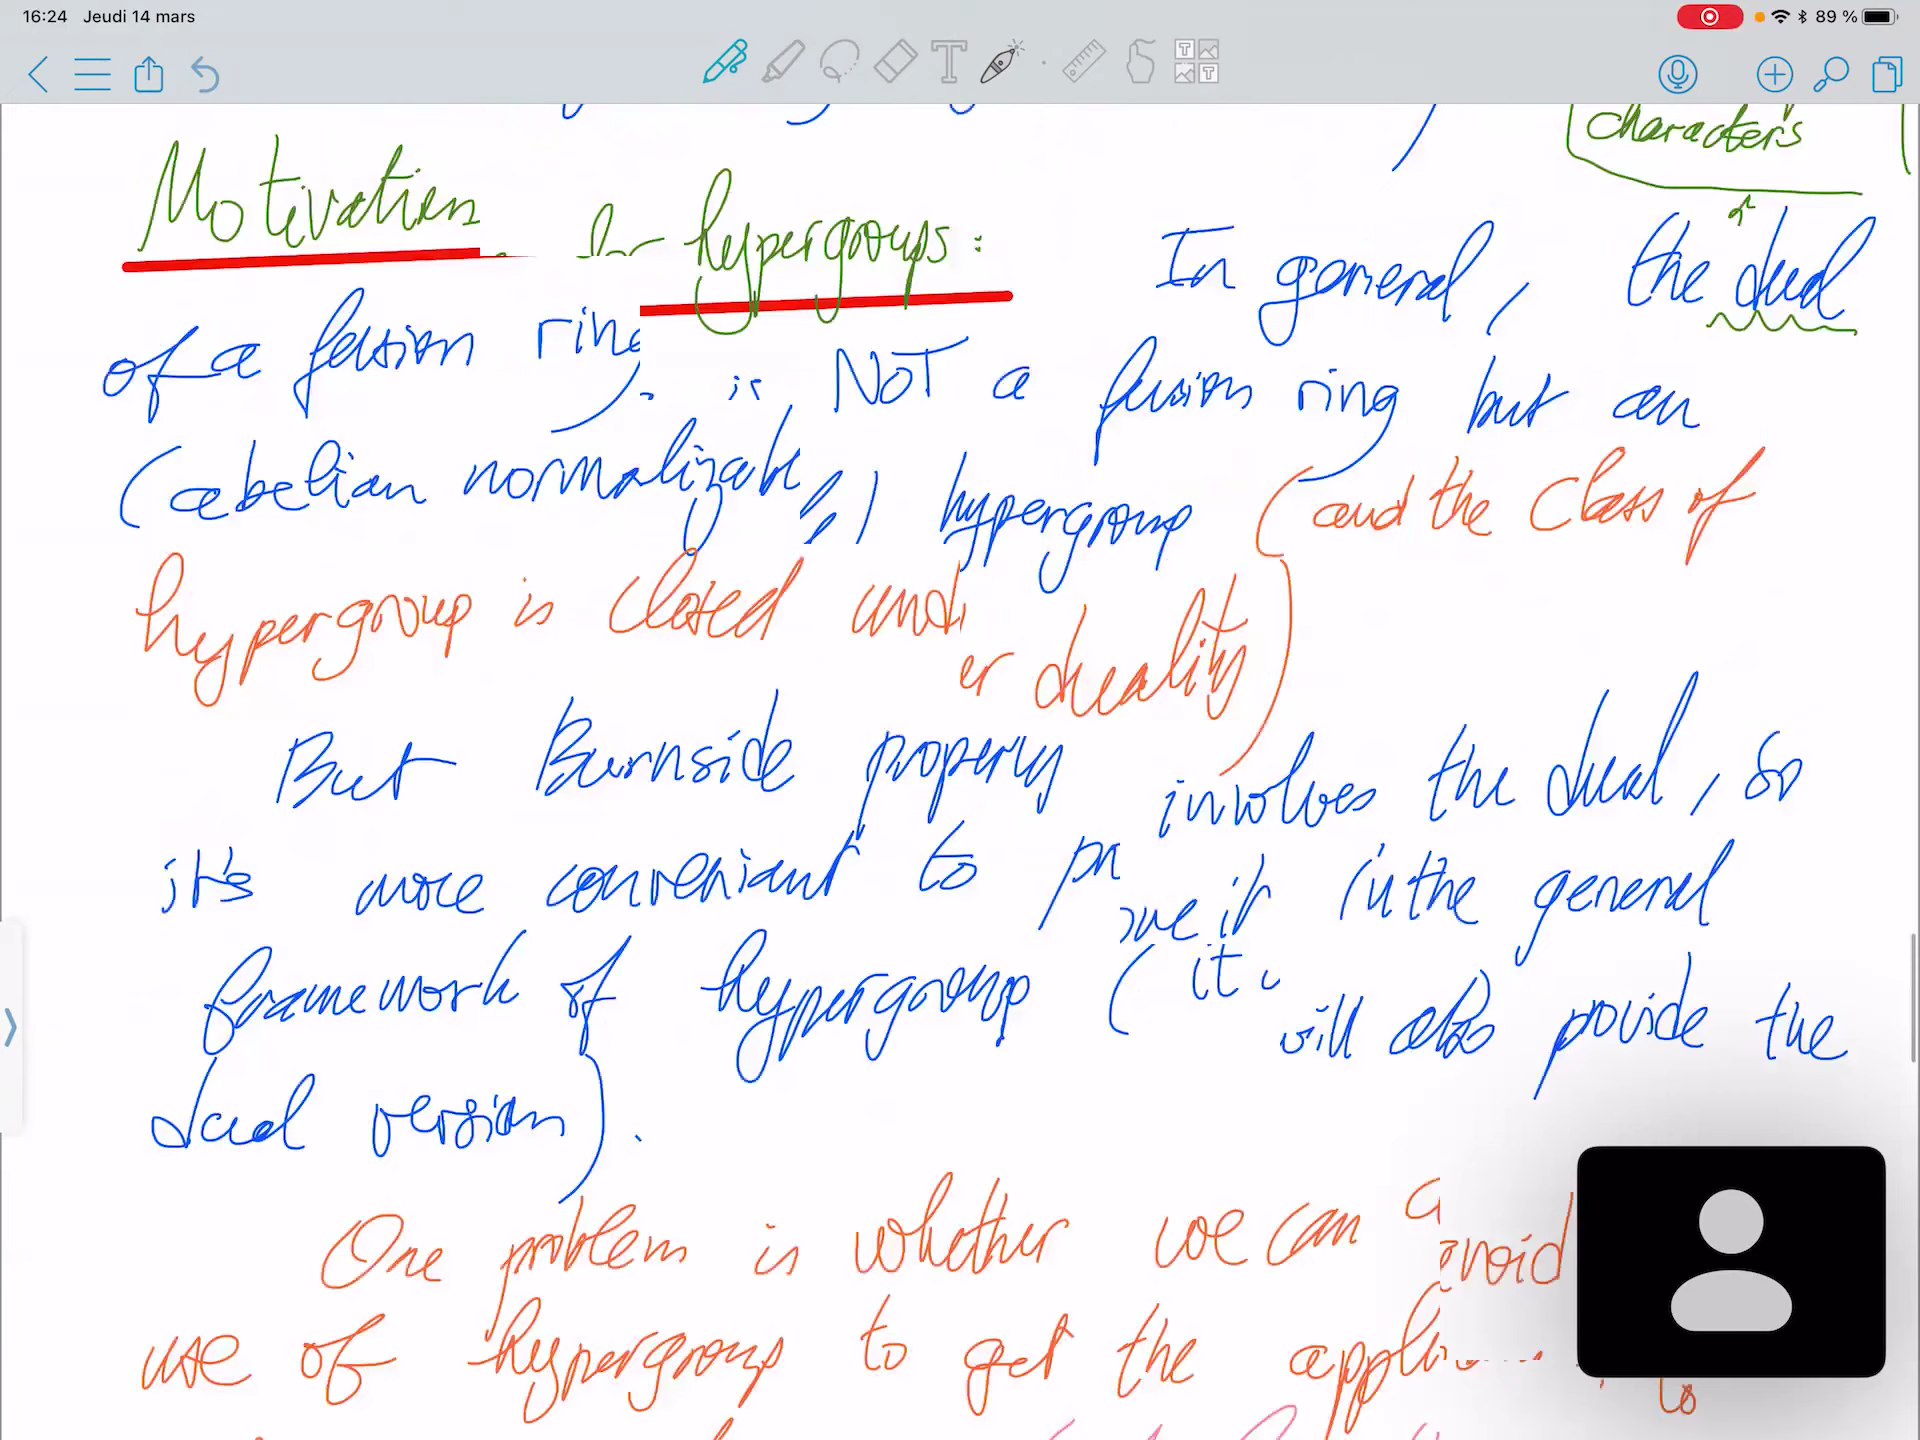 16:24 Jeudi 14 mars
89 %
characters
Motivation for hypergroups: In general, the dual
of a fusion ring, is NOT a fusion ring but an
(abelian normalizable) hypergroup (and the class of
hypergroup is closed under duality)
But Burnside property involves the dual, so
it's more convenient to prove it in the general
framework of hypergroup (it will also provide the
dual version).
One problem is whether we can avoid
use of hypergroup to get the